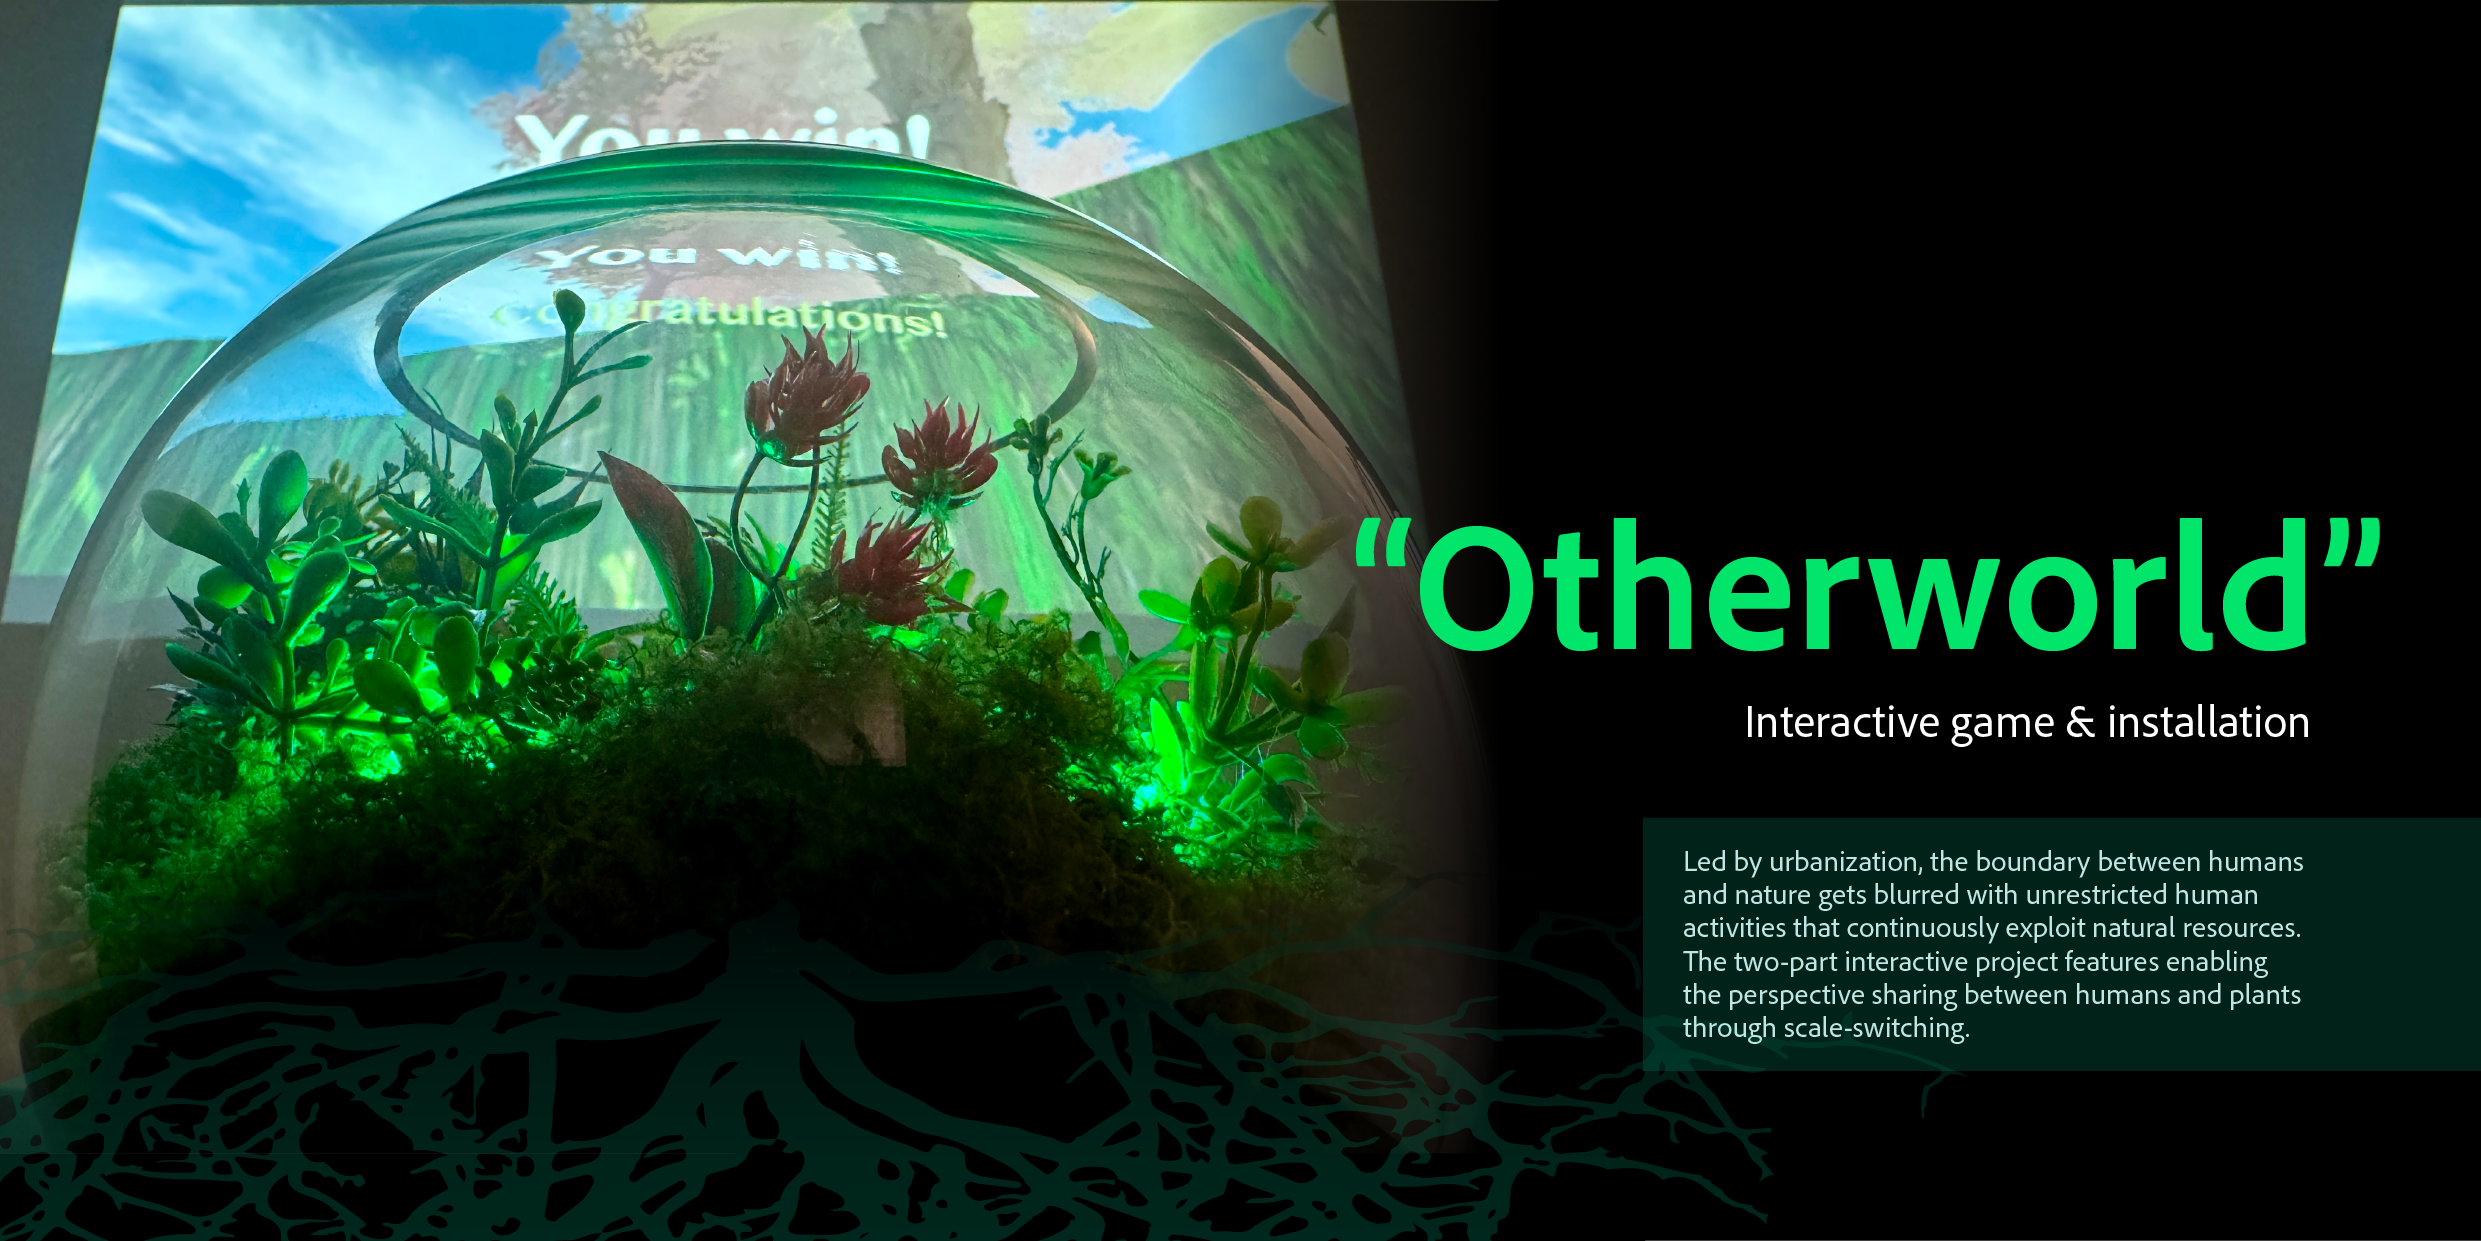 You win!
You win!
Congratulations!
“Otherworld”
Interactive game & installation
Led by urbanization, the boundary between humans
and nature gets blurred with unrestricted human
activities that continuously exploit natural resources.
The two-part interactive project features enabling
the perspective sharing between humans and plants
through scale-switching.